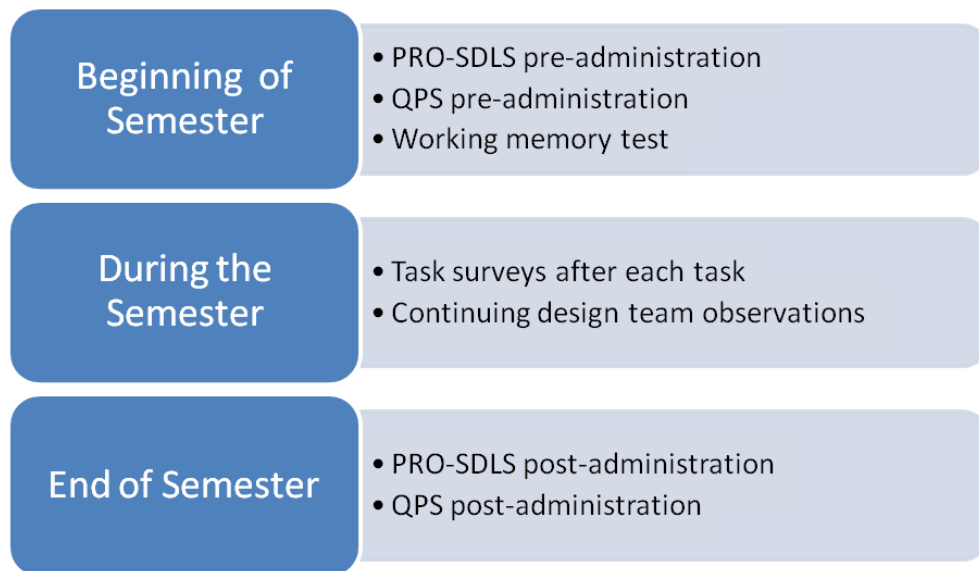 Beginning of
Semester
• PRO-SDLS pre-administration
• QPS pre-administration
• Working memory test
During the
Semester
• Task surveys after each task
• Continuing design team observations
End of Semester
• PRO-SDLS post-administration
• QPS post-administration